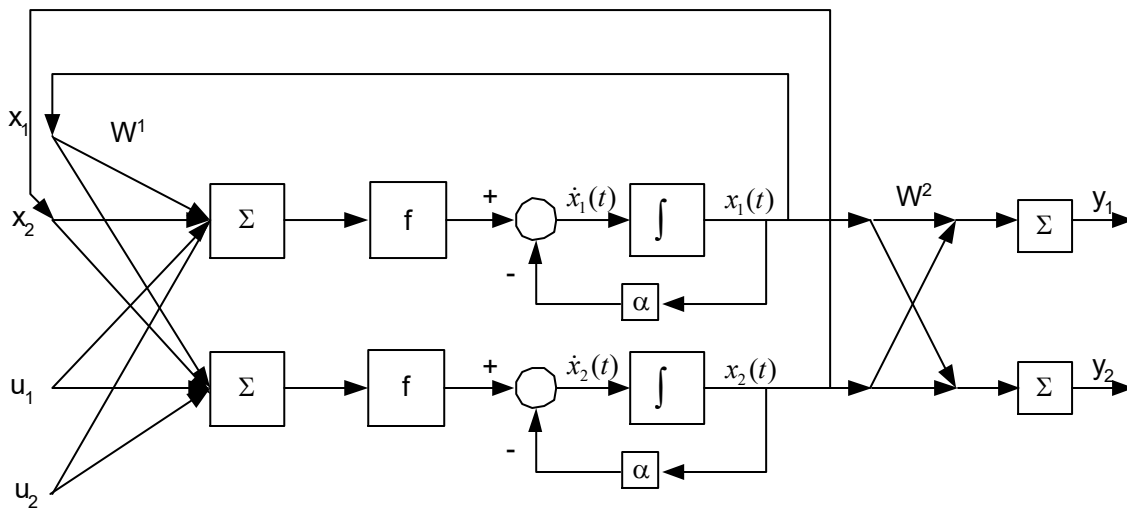 x₁
W¹
Σ
f
+
ẋ₁(t)
∫
x₁(t)
W²
Σ
y₁
x₂
-
α
u₁
Σ
f
+
ẋ₂(t)
∫
x₂(t)
Σ
y₂
-
α
u₂